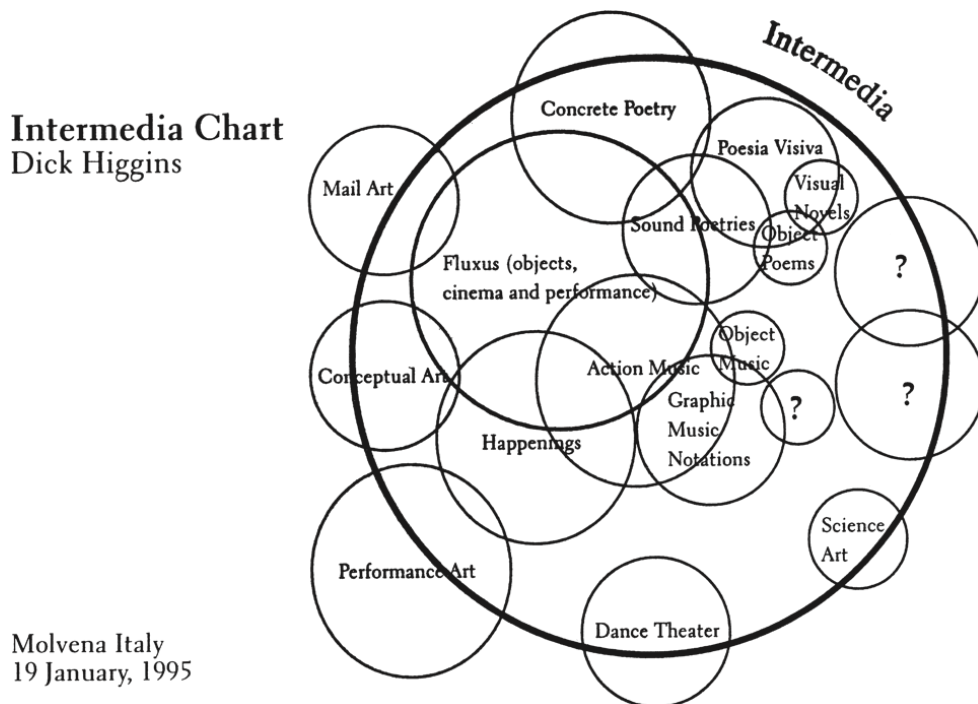 Intermedia Chart
Dick Higgins
Intermedia
Concrete Poetry
Poesia Visiva
Mail Art
Visual
Novels
Sound Poetries
Object
Poems
Fluxus (objects,
cinema and performance)
?
Object
Music
Conceptual Art
Action Music
?
Graphic
Music
Notations
?
Happenings
Science
Art
Performance Art
Dance Theater
Molvena Italy
19 January, 1995